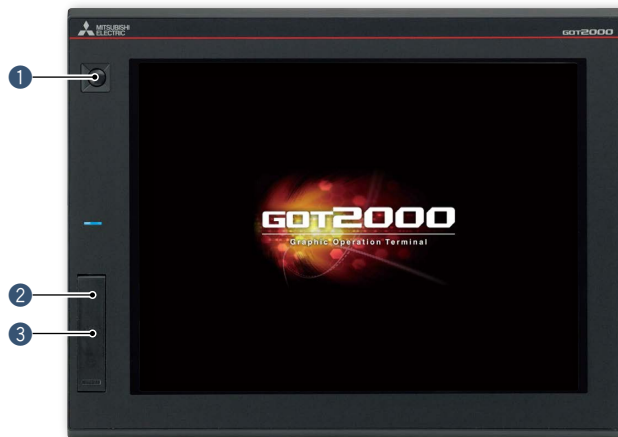 MITSUBISHI
ELECTRIC
GOT2000
1
GOT2000
Graphic Operation Terminal
2
3